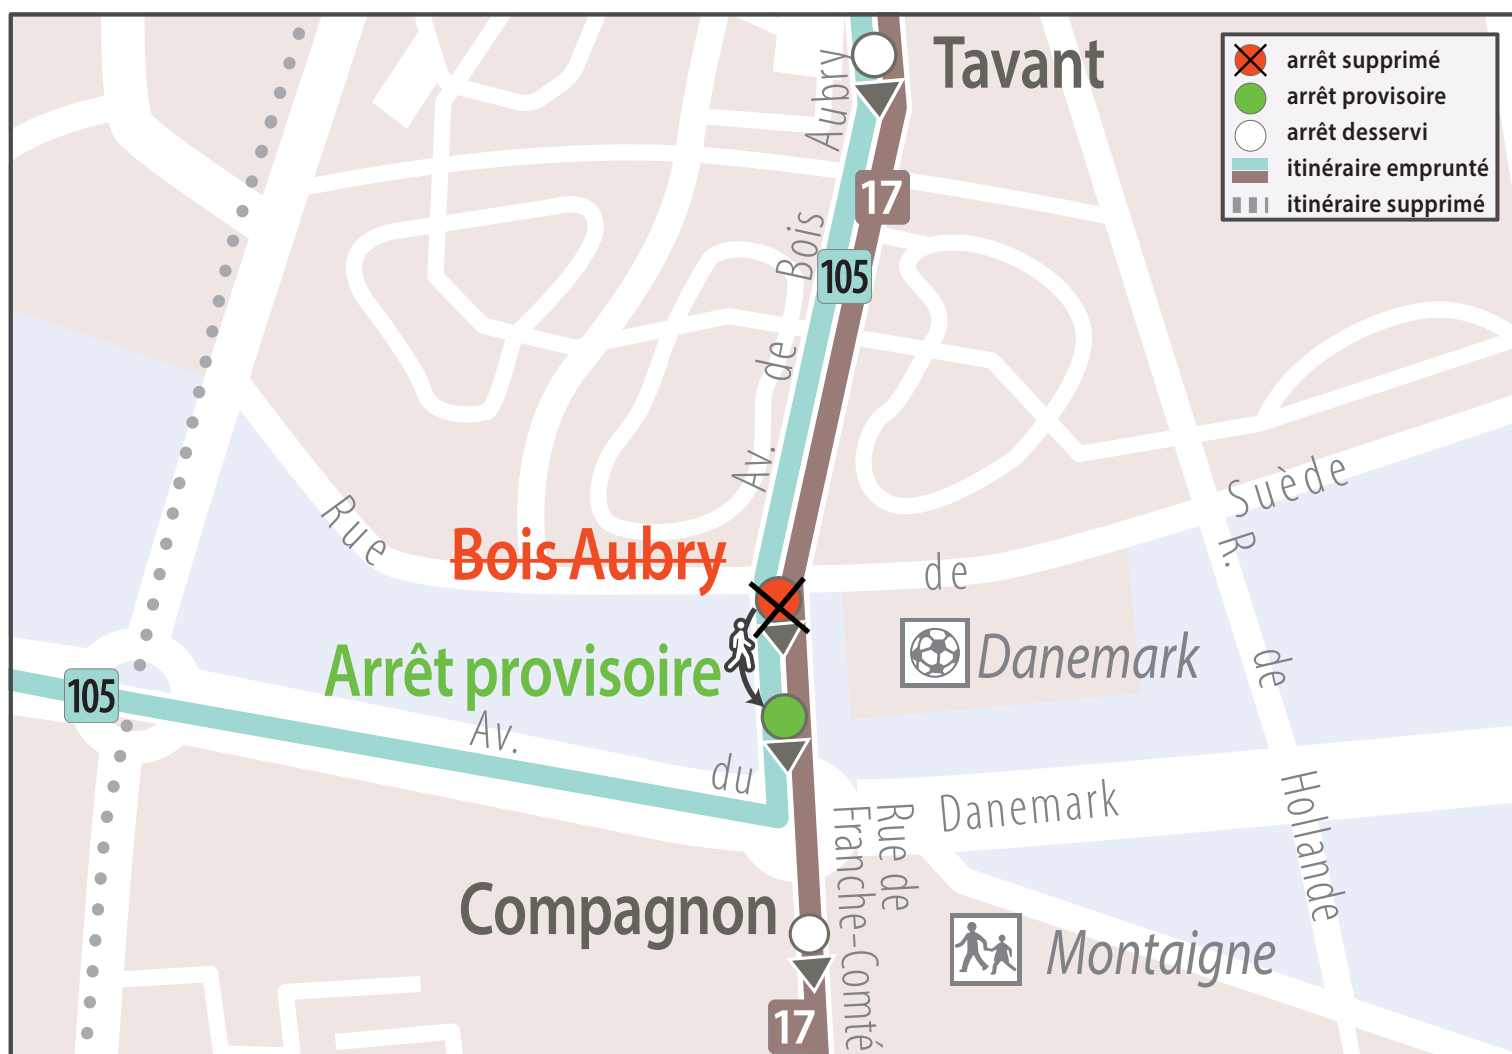 Tavant
arrêt supprimé
arrêt provisoire
arrêt desservi
itinéraire emprunté
itinéraire supprimé
Av. de Bois Aubry
17
105
Rue de Suède
Bois Aubry
Arrêt provisoire
Danemark
R. de Hollande
105
Av. du Danemark
Rue de
Franche-Comté
Compagnon
Montaigne
17